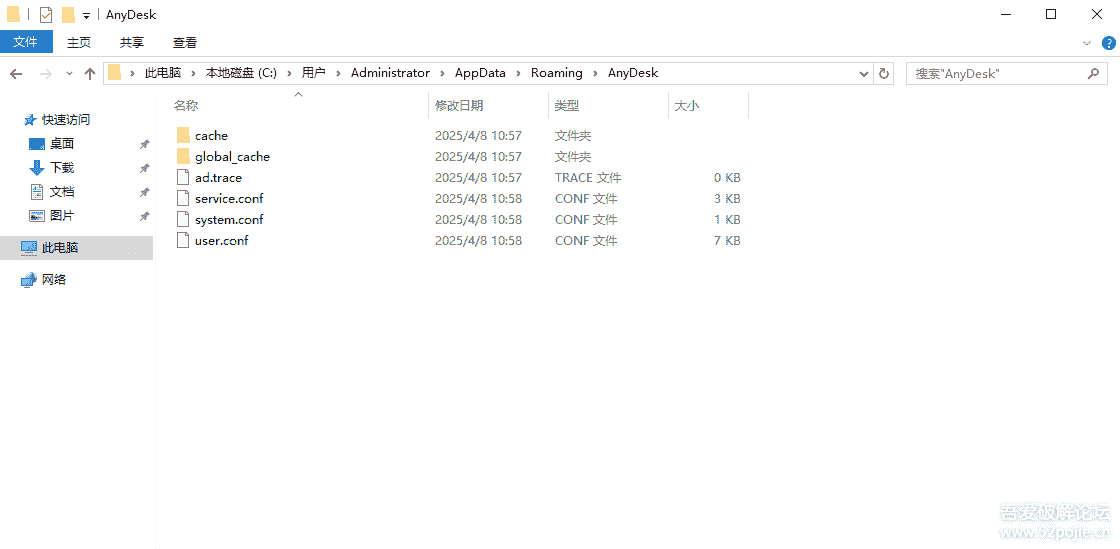 AnyDesk
文件 主页 共享 查看
此电脑 本地磁盘 (C:) 用户 Administrator AppData Roaming AnyDesk 搜索"AnyDesk"
名称 修改日期 类型 大小
快速访问
桌面
下载
文档
图片
此电脑
网络
cache 2025/4/8 10:57 文件夹
global_cache 2025/4/8 10:57 文件夹
ad.trace 2025/4/8 10:57 TRACE 文件 0 KB
service.conf 2025/4/8 10:58 CONF 文件 3 KB
system.conf 2025/4/8 10:58 CONF 文件 1 KB
user.conf 2025/4/8 10:58 CONF 文件 7 KB
吾爱破解论坛
www.52pojie.cn